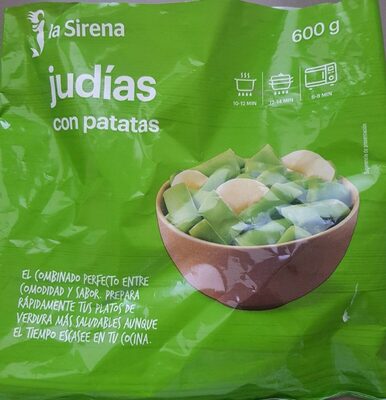 la Sirena
600 g
judías
con patatas
10-12 MIN
12-14 MIN
6-8 MIN
EL COMBINADO PERFECTO ENTRE
COMODIDAD Y SABOR. PREPARA
RÁPIDAMENTE TUS PLATOS DE
VERDURA MÁS SALUDABLES AUNQUE
EL TIEMPO ESCASEE EN TU COCINA.